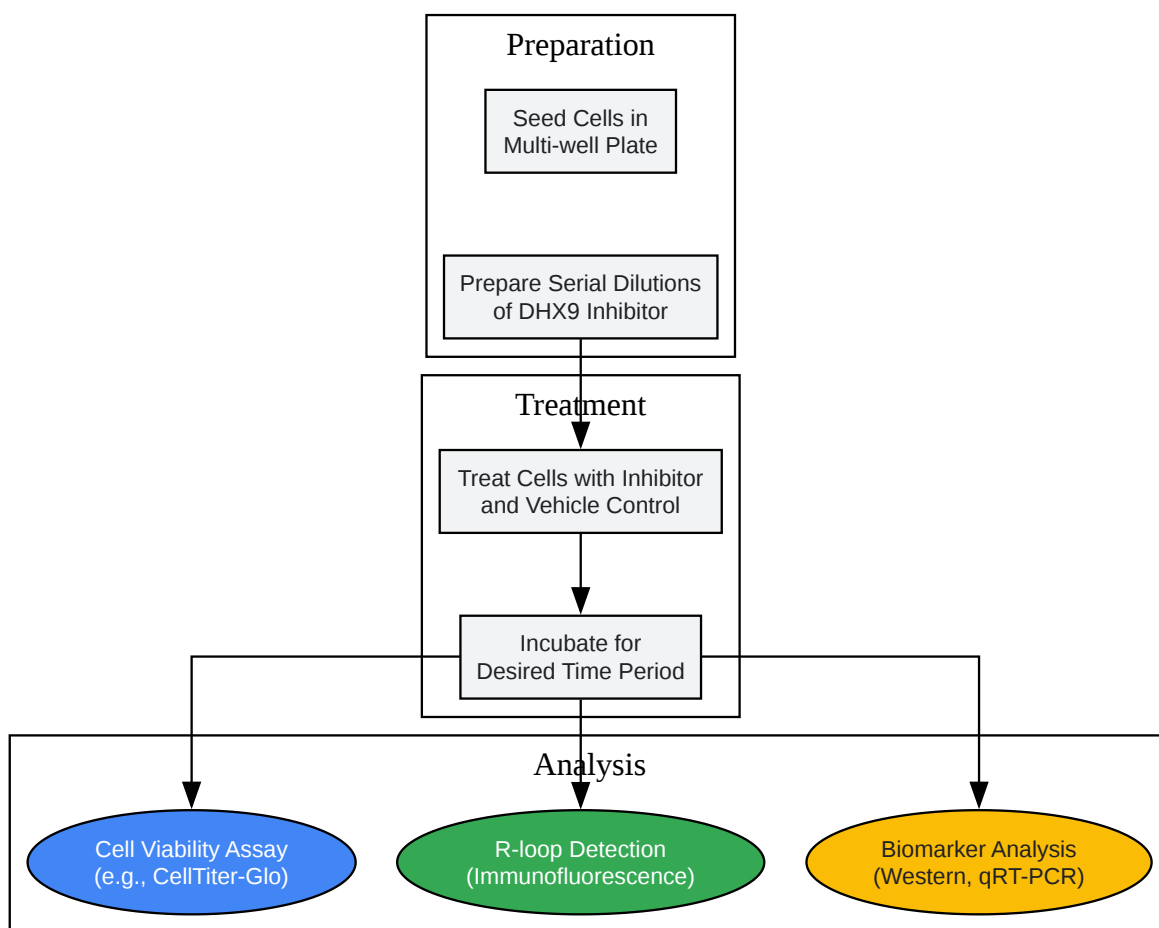 Preparation
Seed Cells in
Multi-well Plate
Prepare Serial Dilutions
of DHX9 Inhibitor
Treatment
Treat Cells with Inhibitor
and Vehicle Control
Incubate for
Desired Time Period
Analysis
Cell Viability Assay
(e.g., CellTiter-Glo)
R-loop Detection
(Immunofluorescence)
Biomarker Analysis
(Western, qRT-PCR)